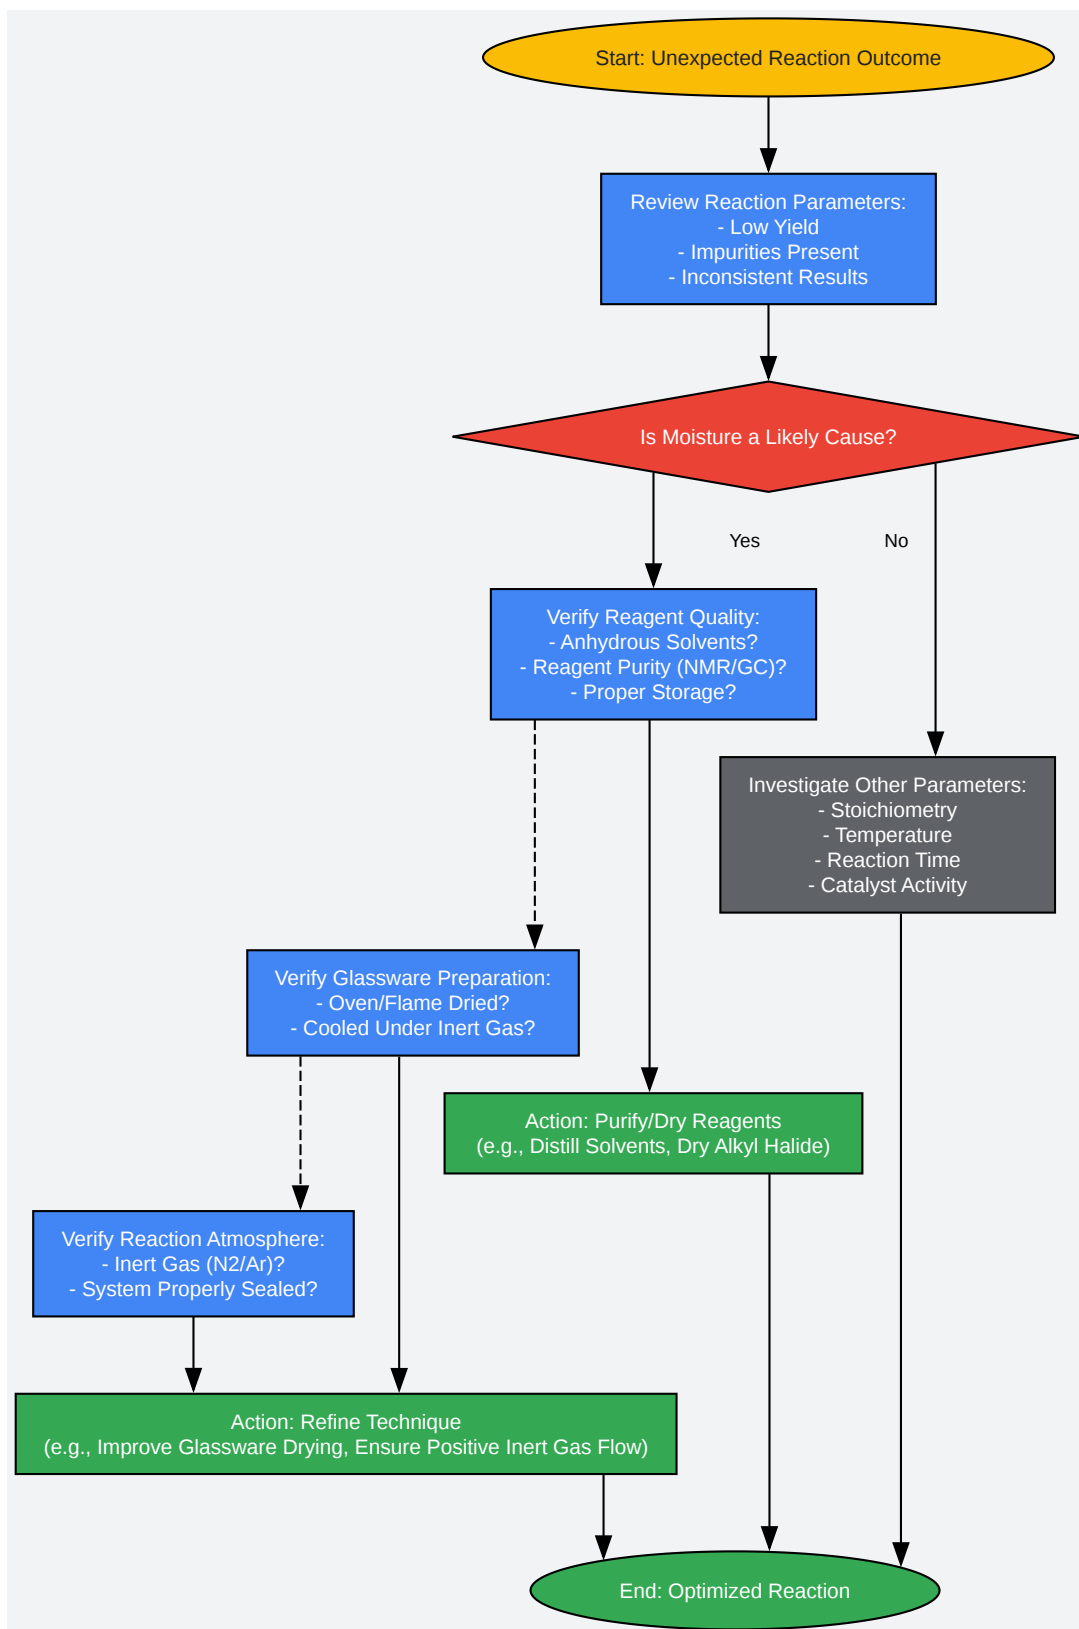 Start: Unexpected Reaction Outcome
Review Reaction Parameters:
- Low Yield
- Impurities Present
- Inconsistent Results
Is Moisture a Likely Cause?
Yes
No
Verify Reagent Quality:
- Anhydrous Solvents?
- Reagent Purity (NMR/GC)?
- Proper Storage?
Investigate Other Parameters:
- Stoichiometry
- Temperature
- Reaction Time
- Catalyst Activity
Verify Glassware Preparation:
- Oven/Flame Dried?
- Cooled Under Inert Gas?
Action: Purify/Dry Reagents
(e.g., Distill Solvents, Dry Alkyl Halide)
Verify Reaction Atmosphere:
- Inert Gas (N2/Ar)?
- System Properly Sealed?
Action: Refine Technique
(e.g., Improve Glassware Drying, Ensure Positive Inert Gas Flow)
End: Optimized Reaction